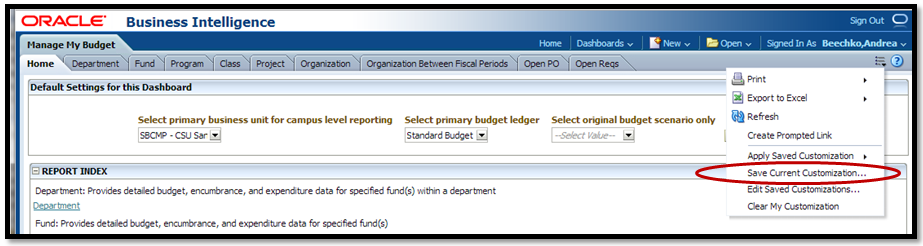 ORACLE Business Intelligence Sign Out
Manage My Budget Home Dashboards New Open Signed In As Beechko,Andrea
Home Department Fund Program Class Project Organization Organization Between Fiscal Periods Open PO Open Reqs
Default Settings for this Dashboard
Select primary business unit for campus level reporting Select primary budget ledger Select original budget scenario only
SBCMP - CSU Sar Standard Budget --Select Value--
REPORT INDEX
Department: Provides detailed budget, encumbrance, and expenditure data for specified fund(s) within a department
Department
Fund: Provides detailed budget, encumbrance, and expenditure data for specified fund(s)
Print
Export to Excel
Refresh
Create Prompted Link
Apply Saved Customization
Save Current Customization...
Edit Saved Customizations...
Clear My Customization